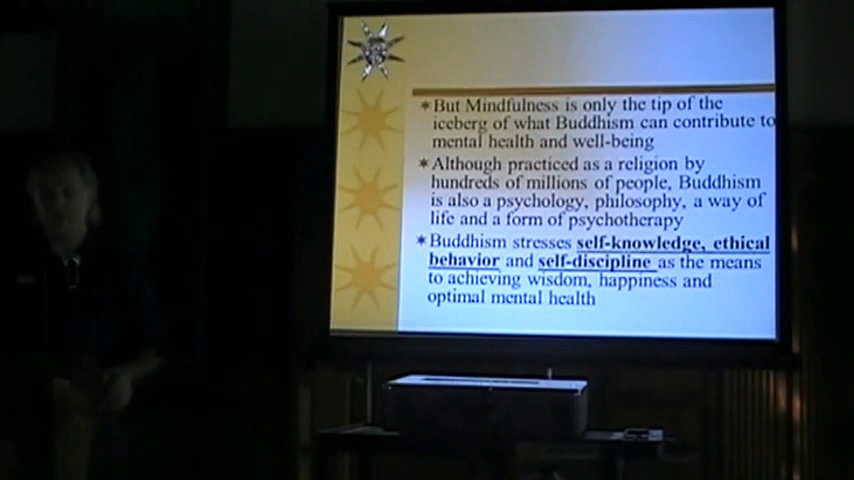 ✶But Mindfulness is only the tip of the
iceberg of what Buddhism can contribute to
mental health and well-being
✶Although practiced as a religion by
hundreds of millions of people, Buddhism
is also a psychology, philosophy, a way of
life and a form of psychotherapy
✶Buddhism stresses self-knowledge, ethical
behavior and self-discipline as the means
to achieving wisdom, happiness and
optimal mental health